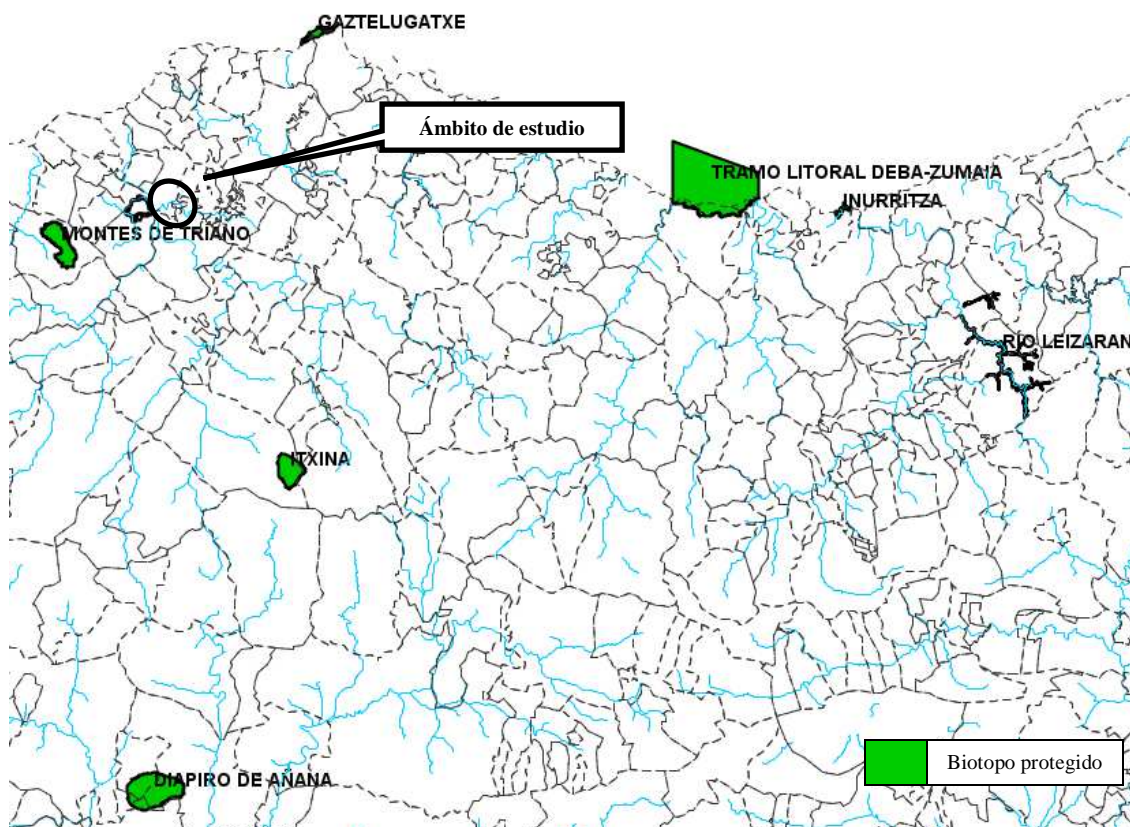 GAZTELUGATXE
Ámbito de estudio
TRAMO LITORAL DEBA-ZUMAIA
INURRITZA
MONTES DE TRIANO
RÍO LEIZARAN
ITXINA
DIAPIRO DE AÑANA
Biotopo protegido